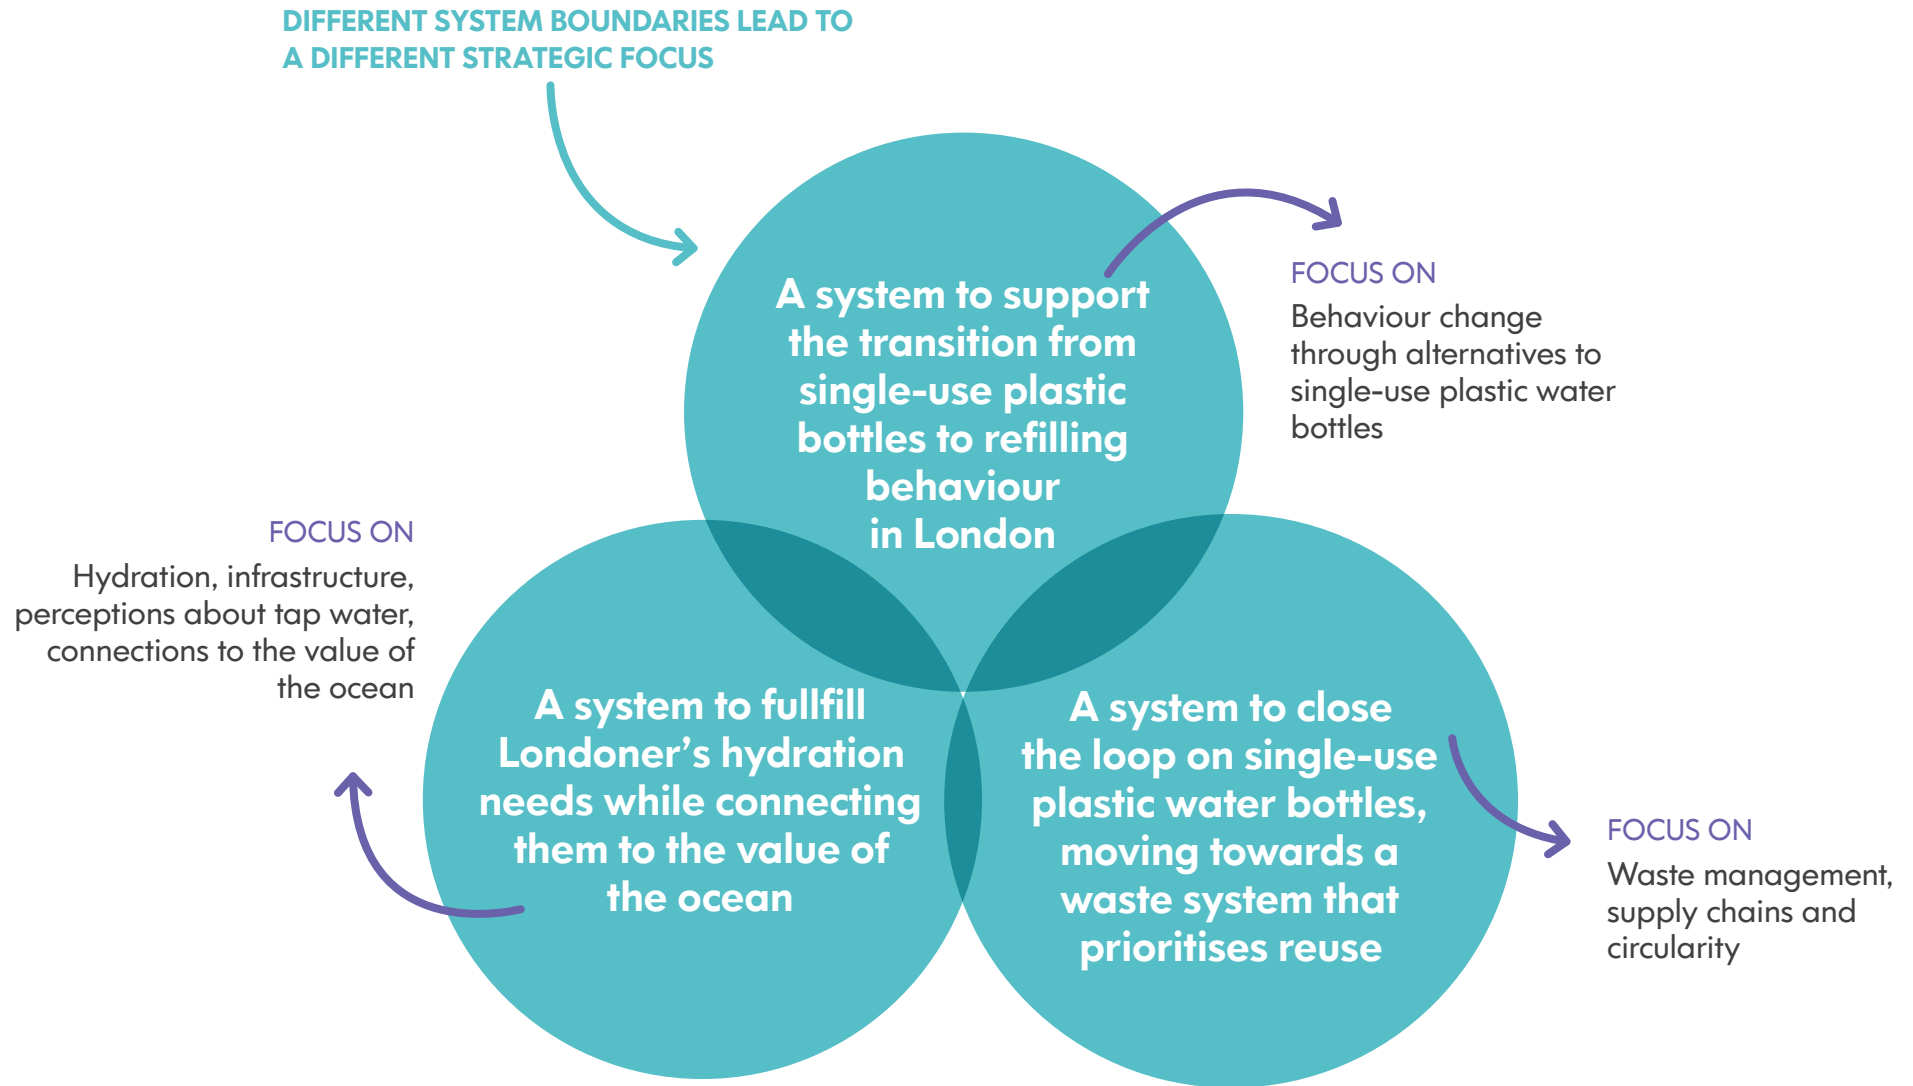 DIFFERENT SYSTEM BOUNDARIES LEAD TO
A DIFFERENT STRATEGIC FOCUS
A system to support
the transition from
single-use plastic
bottles to refilling
behaviour
in London
FOCUS ON
Behaviour change
through alternatives to
single-use plastic water
bottles
FOCUS ON
Hydration, infrastructure,
perceptions about tap water,
connections to the value of
the ocean
A system to fullfill
Londoner’s hydration
needs while connecting
them to the value of
the ocean
A system to close
the loop on single-use
plastic water bottles,
moving towards a
waste system that
prioritises reuse
FOCUS ON
Waste management,
supply chains and
circularity